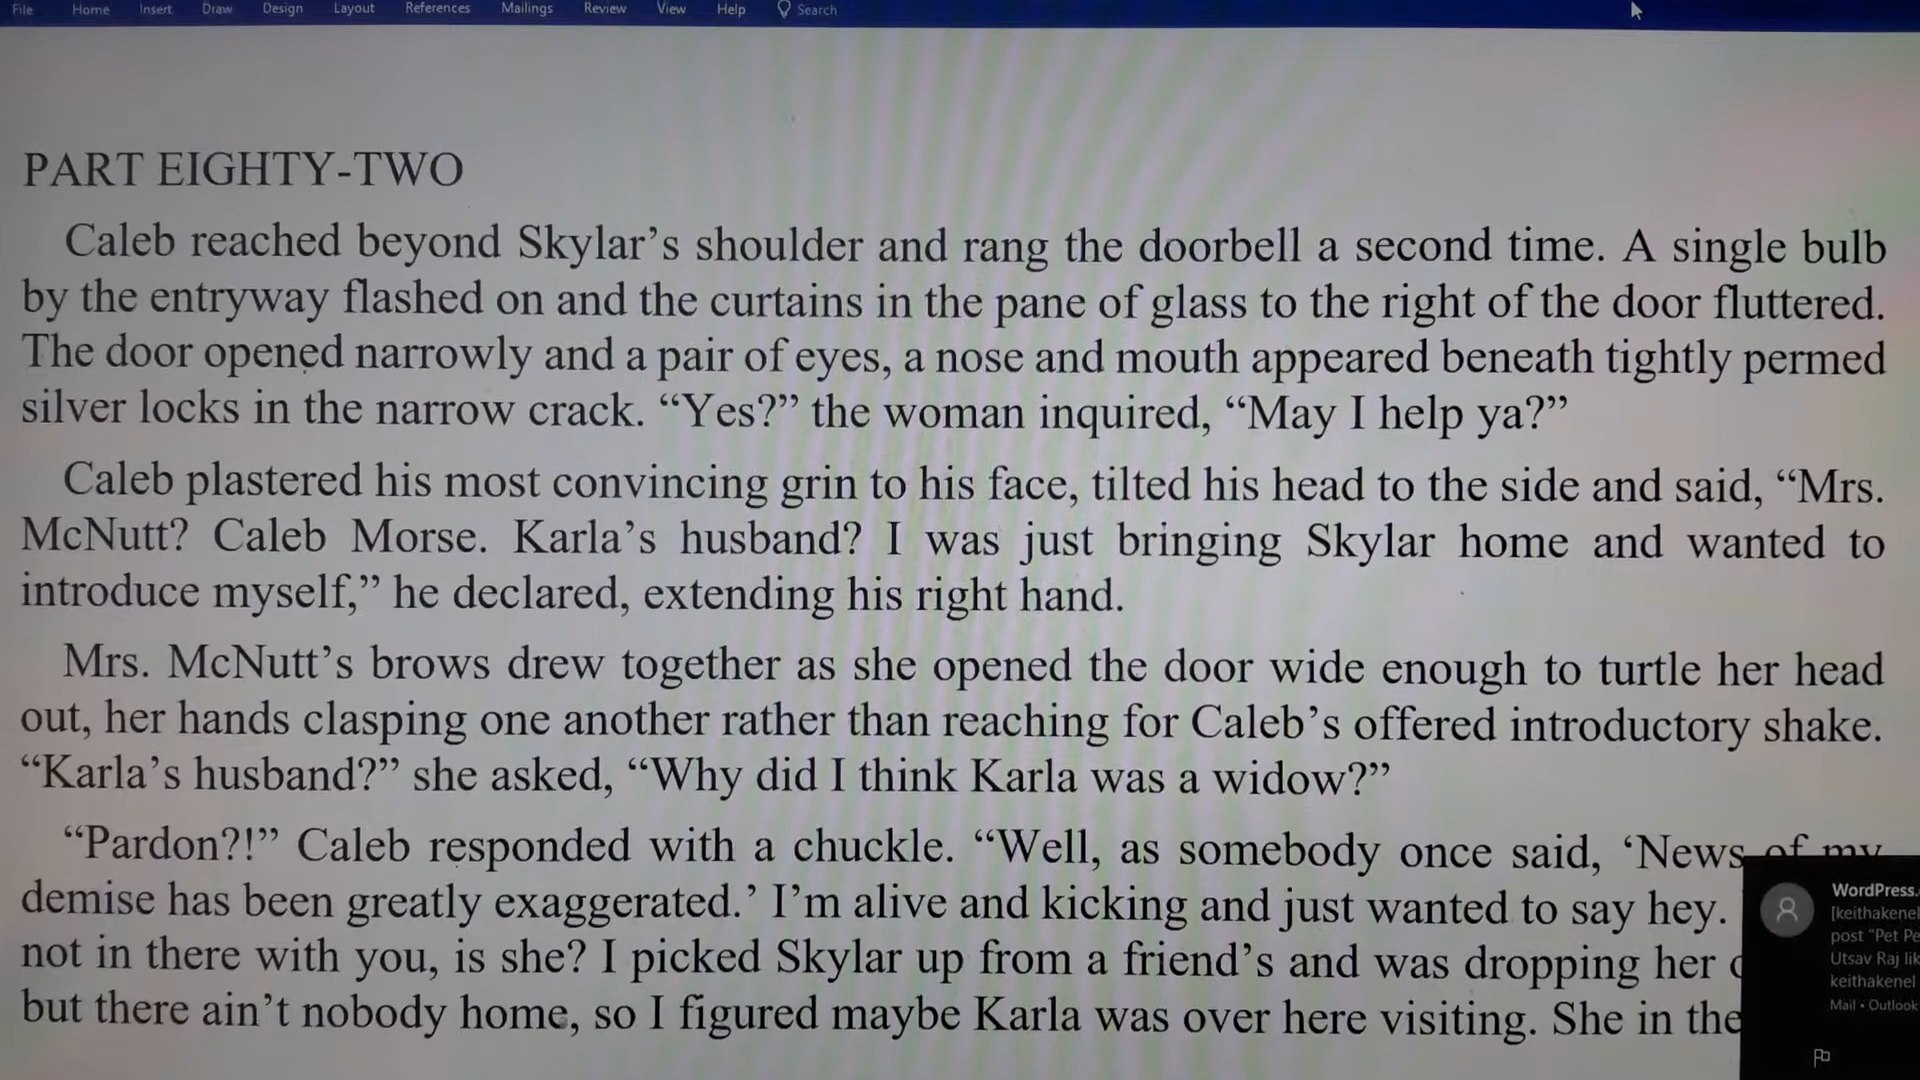 File Home Insert Draw Design Layout References Mailings Review View Help Search
PART EIGHTY-TWO
Caleb reached beyond Skylar’s shoulder and rang the doorbell a second time. A single bulb
by the entryway flashed on and the curtains in the pane of glass to the right of the door fluttered.
The door opened narrowly and a pair of eyes, a nose and mouth appeared beneath tightly permed
silver locks in the narrow crack. “Yes?” the woman inquired, “May I help ya?”
Caleb plastered his most convincing grin to his face, tilted his head to the side and said, “Mrs.
McNutt? Caleb Morse. Karla’s husband? I was just bringing Skylar home and wanted to
introduce myself,” he declared, extending his right hand.
Mrs. McNutt’s brows drew together as she opened the door wide enough to turtle her head
out, her hands clasping one another rather than reaching for Caleb’s offered introductory shake.
“Karla’s husband?” she asked, “Why did I think Karla was a widow?”
“Pardon?!” Caleb responded with a chuckle. “Well, as somebody once said, ‘News of my
demise has been greatly exaggerated.’ I’m alive and kicking and just wanted to say hey.
not in there with you, is she? I picked Skylar up from a friend’s and was dropping her
but there ain’t nobody home, so I figured maybe Karla was over here visiting. She in the
WordPress.
[keithakenel
post "Pet Pe
Utsav Raj lik
keithakenel
Mail • Outlook